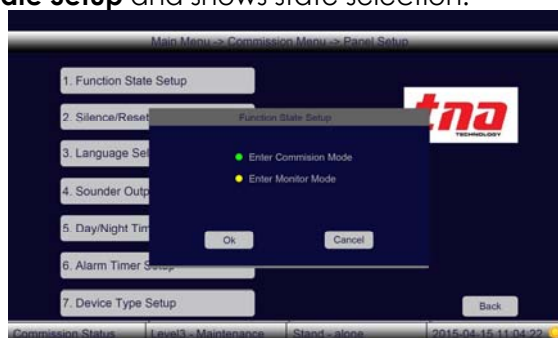 ate Setup and shows state selection.
Main Menu -> Commission Menu -> Panel Setup
1. Function State Setup
2. Silence/Reset
Function State Setup
tna
TECHNOLOGY
3. Language Sel
Enter Commision Mode
4. Sounder Outp
Enter Monitor Mode
5. Day/Night Tim
Ok
Cancel
6. Alarm Timer Setup
7. Device Type Setup
Back
Commission Status
Level3 - Maintenance
Stand - alone
2015-04-15 11:04:22